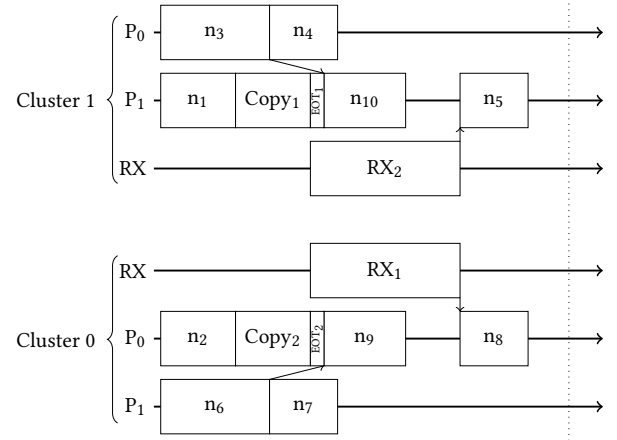 P0 n3 n4
Cluster 1 P1 n1 Copy1 EOT1 n10 n5
RX RX2
RX RX1
Cluster 0 P0 n2 Copy2 EOT2 n9 n8
P1 n6 n7